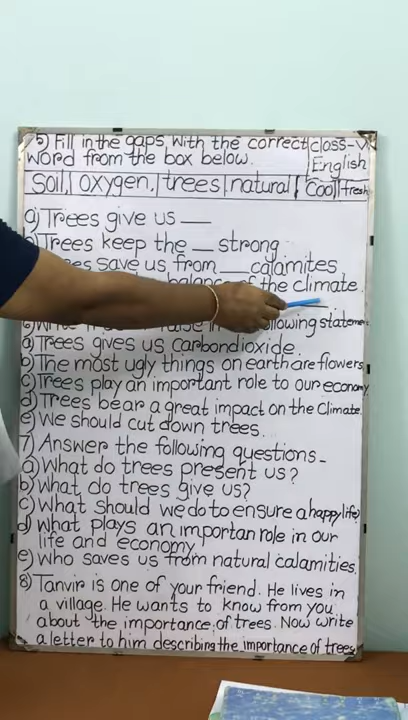 5) Fill in the gaps with the correct
word from the box below.
class-V
English
Soil, oxygen, trees natural Cool fresh
a) Trees give us __
Trees keep the __ strong
save us from __ calamites
balance of the climate
following statements
a) Trees gives us carbondioxide.
b) The most ugly things on earth are flowers
c) Trees play an important role to our economy.
d) Trees bear a great impact on the climate.
e) We should cut down trees.
7) Answer the following questions-
a) What do trees present us?
b) What do trees give us?
c) What should we do to ensure a happy life?
d) What plays an importan role in our
life and economy
e) Who saves us from natural calamities.
8) Tanvir is one of your friend. He lives in
a village. He wants to know from you
about the importance of trees. Now write
a letter to him describing the importance of trees